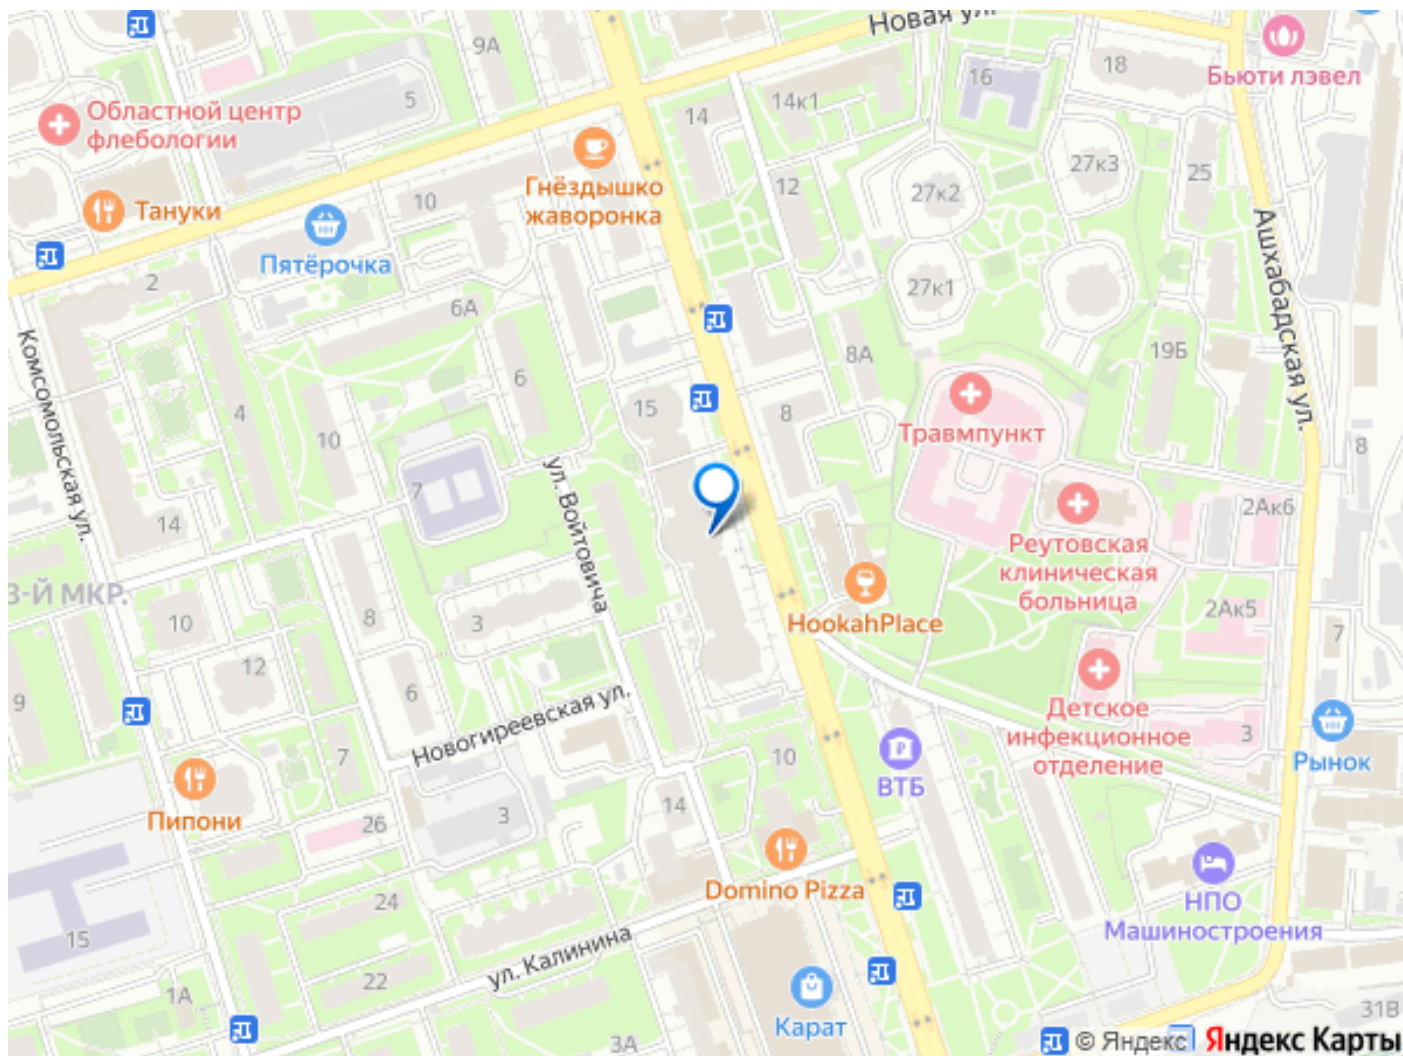 Новая ул.
9А
Бьюти лэвел
18
16
5
14к1
14
Областной центр
флебологии
27к3
25
12
27к2
Гнёздышко
жаворонка
10
Тануки
Пятёрочка
2
27к1
6А
Ашхабадская ул.
8А
19Б
6
Комсомольская ул.
4
15
8
10
Травмпункт
8
7
14
ул. Войтовича
2Ак6
Реутовская
клиническая
больница
3-Й МКР.
10
8
3
HookahPlace
2Ак5
7
12
6
9
Новогиреевская ул.
Детское
инфекционное
отделение
3
7
10
ВТБ
Рынок
Пипони
26
3
14
Domino Pizza
24
НПО
Машиностроения
15
ул. Калинина
22
1А
Карат
31В
3А
© Яндекс
Яндекс Карты